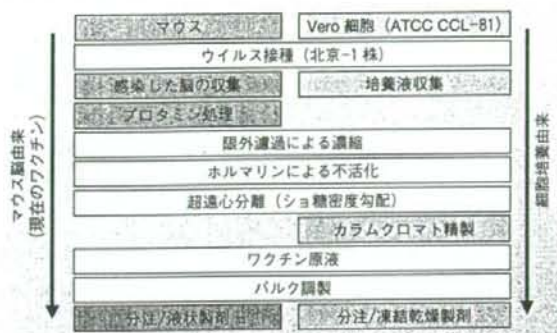 マウス
Vero 細胞(ATCC CCL-81)
ウイルス接種(北京-1 株)
感染した脳の収集
培養液収集
プロタミン処理
限外濾過による濃縮
ホルマリンによる不活化
超遠心分離(ショ糖密度勾配)
カラムクロマト精製
ワクチン原液
バルク調製
分注/液状製剤
分注/凍結乾燥製剤
マウス脳由来
(現在のワクチン)
細胞培養由来